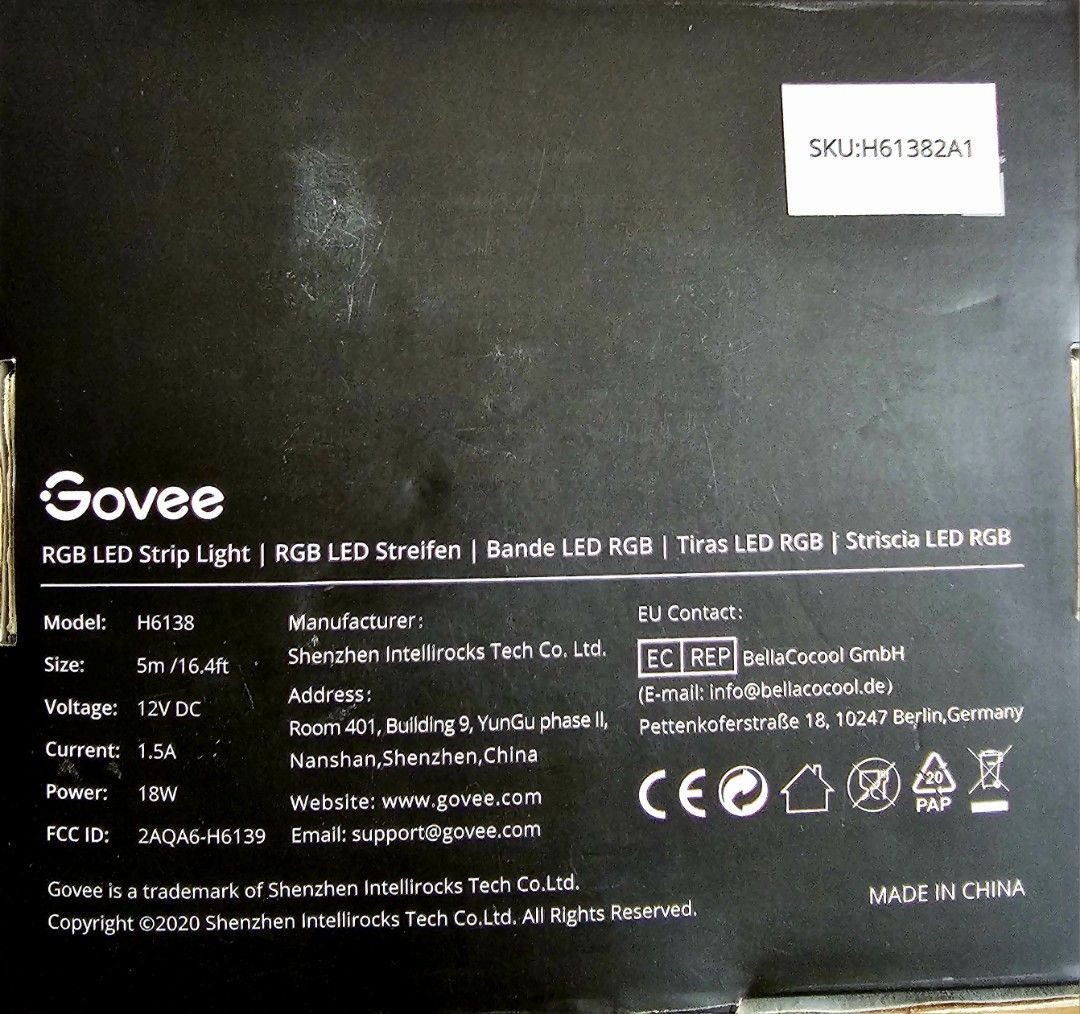 SKU:H61382A1
Govee
RGB LED Strip Light | RGB LED Streifen | Bande LED RGB | Tiras LED RGB | Striscia LED RGB
Model: H6138
Size: 5m /16.4ft
Voltage: 12V DC
Current: 1.5A
Power: 18W
FCC ID: 2AQA6-H6139
Manufacturer:
Shenzhen Intellirocks Tech Co. Ltd.
Address:
Room 401, Building 9, YunGu phase II,
Nanshan,Shenzhen,China
Website: www.govee.com
Email: support@govee.com
EU Contact:
EC REP BellaCocool GmbH
(E-mail: info@bellacocool.de)
Pettenkoferstraße 18, 10247 Berlin,Germany
CE
20
PAP
Govee is a trademark of Shenzhen Intellirocks Tech Co.Ltd.
Copyright ©2020 Shenzhen Intellirocks Tech Co.Ltd. All Rights Reserved.
MADE IN CHINA